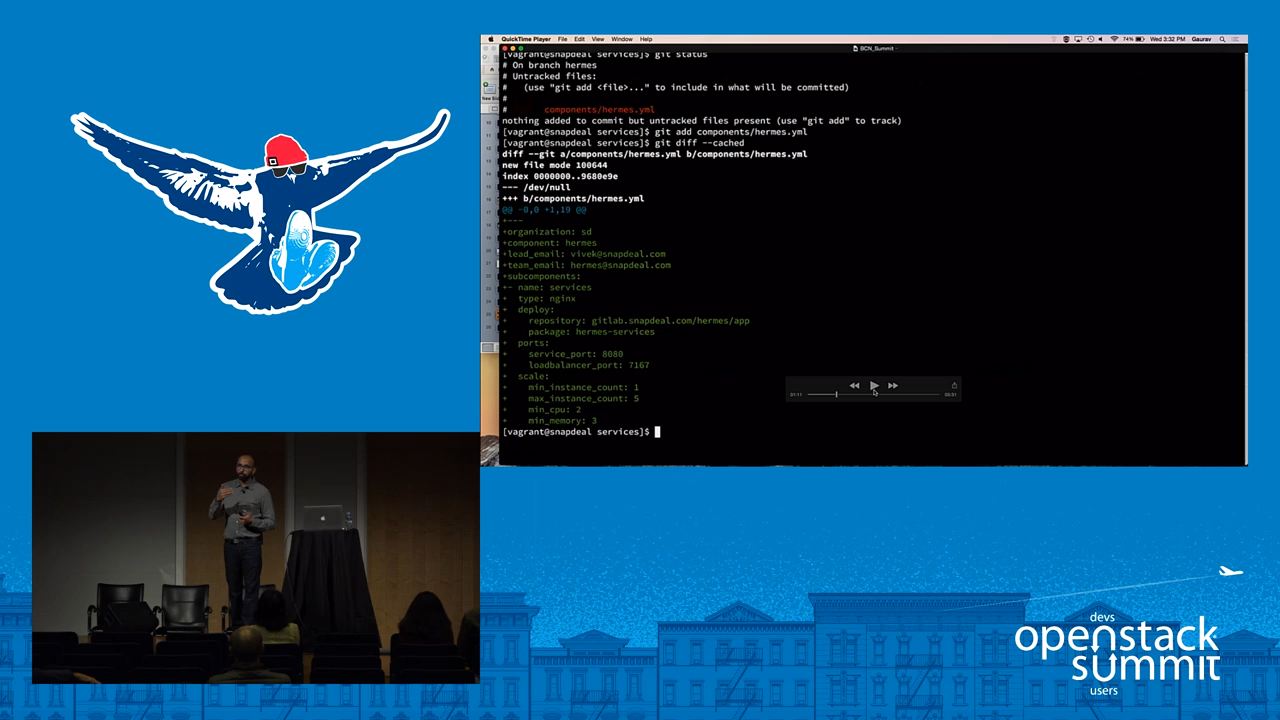 QuickTime Player File Edit View Window Help
74% Wed 3:32 PM Gaurav
BCN_Summit
[vagrant@snapdeal services]$ git status
# On branch hermes
# Untracked files:
#   (use "git add <file>..." to include in what will be committed)
#
#       components/hermes.yml
nothing added to commit but untracked files present (use "git add" to track)
[vagrant@snapdeal services]$ git add components/hermes.yml
[vagrant@snapdeal services]$ git diff --cached
diff --git a/components/hermes.yml b/components/hermes.yml
new file mode 100644
index 0000000..9680e9e
--- /dev/null
+++ b/components/hermes.yml
@@ -0,0 +1,19 @@
+---
+organization: sd
+component: hermes
+lead_email: vivek@snapdeal.com
+team_email: hermes@snapdeal.com
+subcomponents:
+- name: services
+  type: nginx
+  deploy:
+    repository: gitlab.snapdeal.com/hermes/app
+    package: hermes-services
+  ports:
+    service_port: 8080
+    loadbalancer_port: 7167
+  scale:
+    min_instance_count: 1
+    max_instance_count: 5
+    min_cpu: 2
+    min_memory: 3
[vagrant@snapdeal services]$
devs
openstack
summit
users